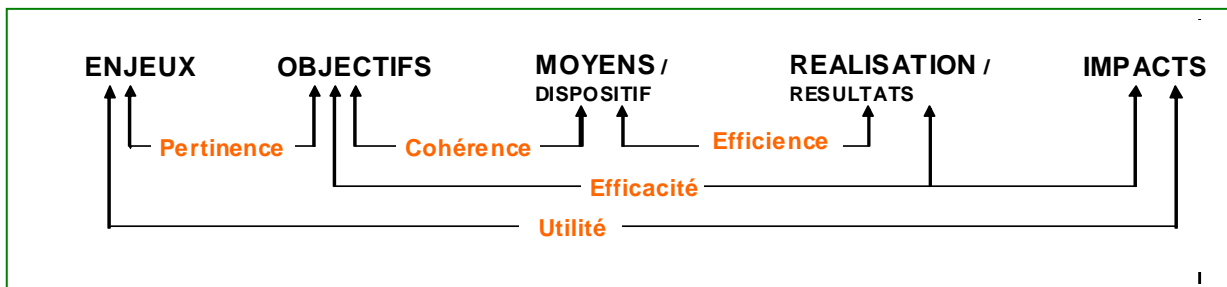 ENJEUX OBJECTIFS MOYENS / REALISATION / IMPACTS
DISPOSITIF RESULTATS
Pertinence Cohérence Efficience
Efficacité
Utilité